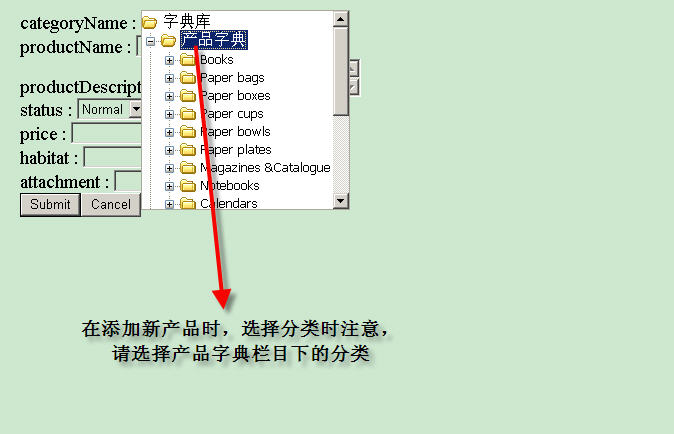 categoryName :
字典库
productName :
产品字典
Books
Paper bags
productDescript
Paper boxes
status : Normal
Paper cups
price :
Paper bowls
habitat :
Paper plates
Magazines &Catalogue
attachment :
Notebooks
Submit Cancel
Calendars
在添加新产品时，选择分类时注意，
请选择产品字典栏目下的分类